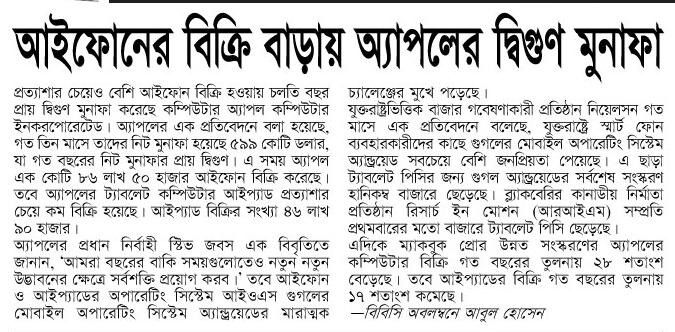 আইফোনের বিক্রি বাড়ায় অ্যাপলের দ্বিগুণ মুনাফা
প্রত্যাশার চেয়েও বেশি আইফোন বিক্রি হওয়ায় চলতি বছর
প্রায় দ্বিগুণ মুনাফা করেছে কম্পিউটার অ্যাপল কম্পিউটার
ইনকরপোরেটেড। অ্যাপলের এক প্রতিবেদনে বলা হয়েছে,
গত তিন মাসে তাদের নিট মুনাফা হয়েছে ৫৯৯ কোটি ডলার,
যা গত বছরের নিট মুনাফার প্রায় দ্বিগুণ। এ সময় অ্যাপল
এক কোটি ৮৬ লাখ ৫০ হাজার আইফোন বিক্রি করেছে।
তবে অ্যাপলের ট্যাবলেট কম্পিউটার আইপ্যাড প্রত্যাশার
চেয়ে কম বিক্রি হয়েছে। আইপ্যাড বিক্রির সংখ্যা ৪৬ লাখ
৯০ হাজার।
অ্যাপলের প্রধান নির্বাহী স্টিভ জবস এক বিবৃতিতে
জানান, ‘আমরা বছরের বাকি সময়গুলোতেও নতুন নতুন
উদ্ভাবনের ক্ষেত্রে সর্বশক্তি প্রয়োগ করব।’ তবে আইফোন
ও আইপ্যাডের অপারেটিং সিস্টেম আইওএস গুগলের
মোবাইল অপারেটিং সিস্টেম অ্যান্ড্রয়েডের মারাত্মক
চ্যালেঞ্জের মুখে পড়েছে।
যুক্তরাষ্ট্রভিত্তিক বাজার গবেষণাকারী প্রতিষ্ঠান নিয়েলসন গত
মাসে এক প্রতিবেদনে বলেছে, যুক্তরাষ্ট্রে স্মার্ট ফোন
ব্যবহারকারীদের কাছে গুগলের মোবাইল অপারেটিং সিস্টেম
অ্যান্ড্রয়েড সবচেয়ে বেশি জনপ্রিয়তা পেয়েছে। এ ছাড়া
ট্যাবলেট পিসির জন্য গুগল অ্যান্ড্রয়েডের সর্বশেষ সংস্করণ
হানিকম্ব বাজারে ছেড়েছে। ব্ল্যাকবেরির কানাডীয় নির্মাতা
প্রতিষ্ঠান রিসার্চ ইন মোশন (আরআইএম) সম্প্রতি
প্রথমবারের মতো বাজারে ট্যাবলেট পিসি ছেড়েছে।
এদিকে ম্যাকবুক প্রোর উন্নত সংস্করণের অ্যাপলের
কম্পিউটার বিক্রি গত বছরের তুলনায় ২৮ শতাংশ
বেড়েছে। তবে আইপ্যাডের বিক্রি গত বছরের তুলনায়
১৭ শতাংশ কমেছে।
—বিবিসি অবলম্বনে আবুল হোসেন